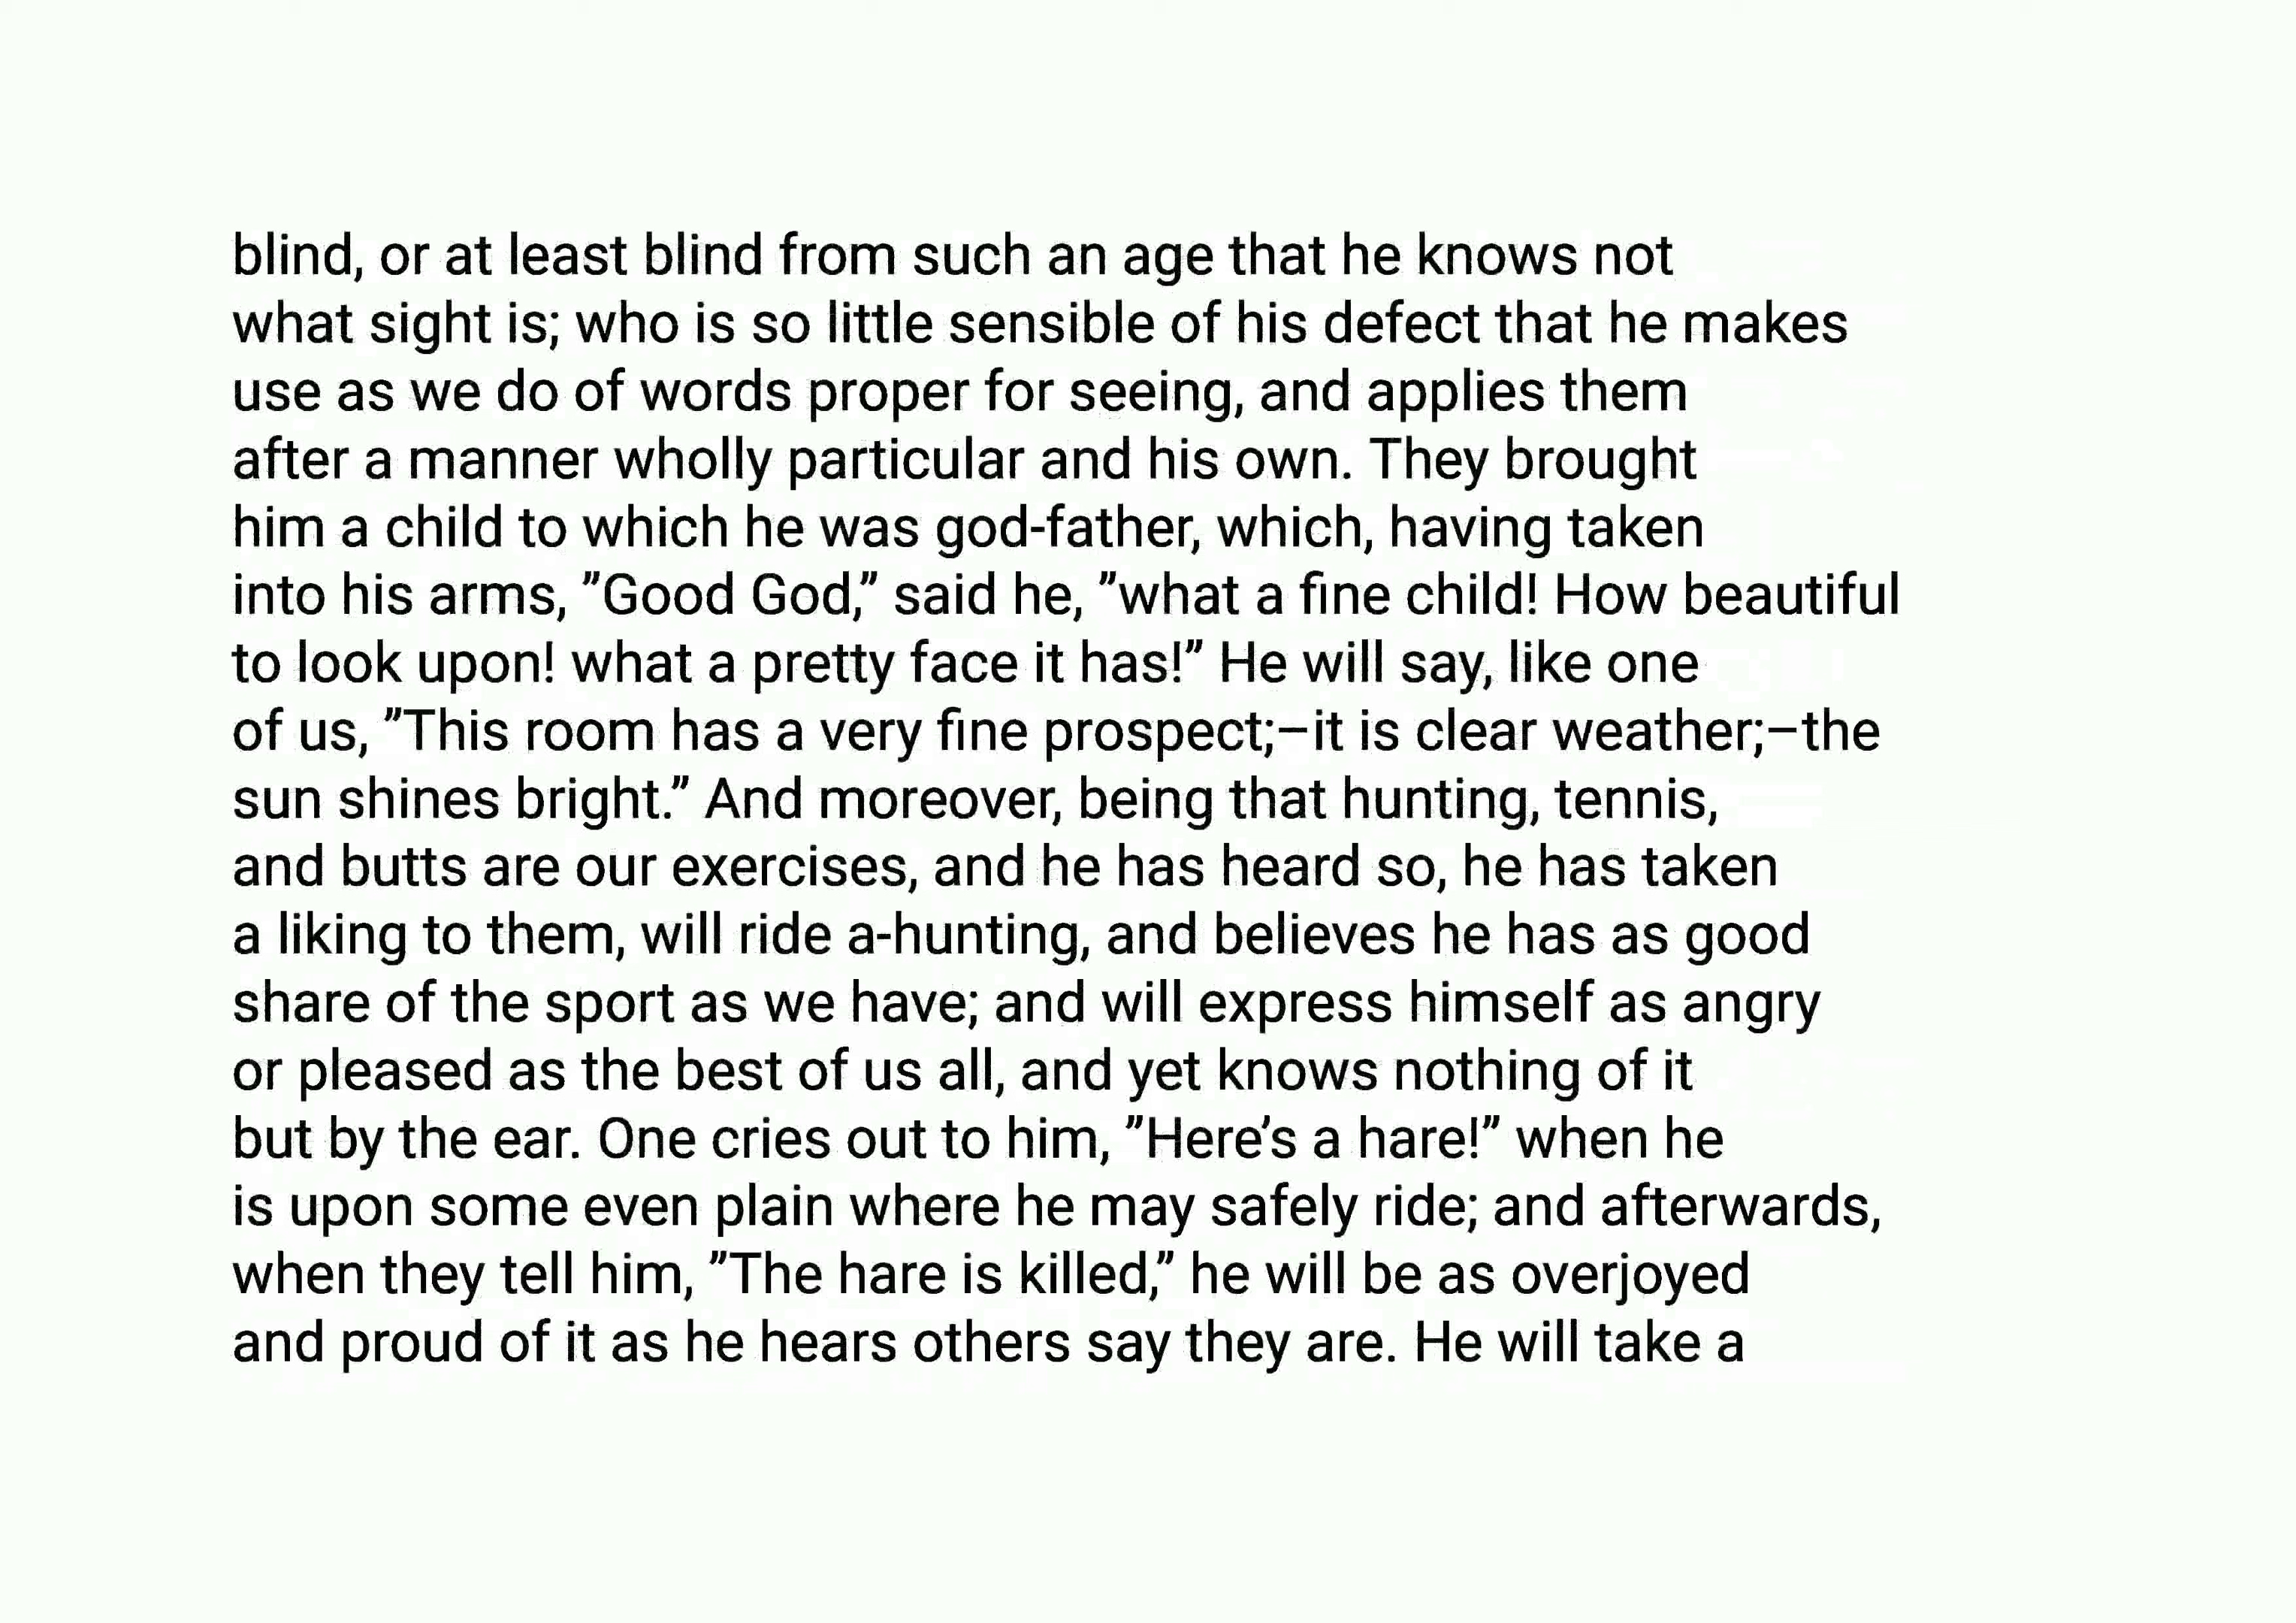 blind, or at least blind from such an age that he knows not
what sight is; who is so little sensible of his defect that he makes
use as we do of words proper for seeing, and applies them
after a manner wholly particular and his own. They brought
him a child to which he was god-father, which, having taken
into his arms, ”Good God,” said he, ”what a fine child! How beautiful
to look upon! what a pretty face it has!” He will say, like one
of us, ”This room has a very fine prospect;–it is clear weather;–the
sun shines bright.” And moreover, being that hunting, tennis,
and butts are our exercises, and he has heard so, he has taken
a liking to them, will ride a-hunting, and believes he has as good
share of the sport as we have; and will express himself as angry
or pleased as the best of us all, and yet knows nothing of it
but by the ear. One cries out to him, ”Here’s a hare!” when he
is upon some even plain where he may safely ride; and afterwards,
when they tell him, ”The hare is killed,” he will be as overjoyed
and proud of it as he hears others say they are. He will take a